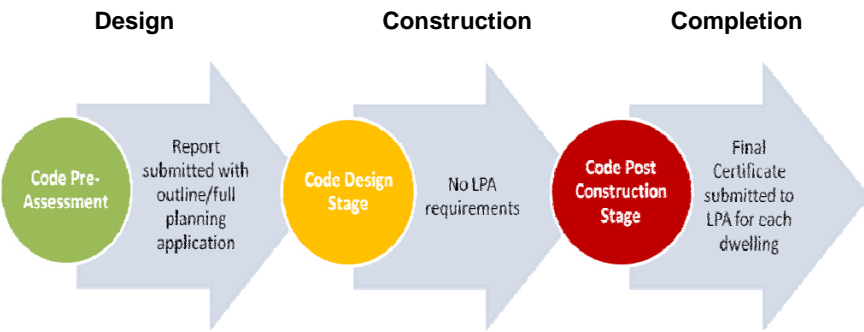 Design
Construction
Completion
Code Pre-
Assessment
Report
submitted with
outline/full
planning
application
Code Design
Stage
No LPA
requirements
Code Post
Construction
Stage
Final
Certificate
submitted to
LPA for each
dwelling